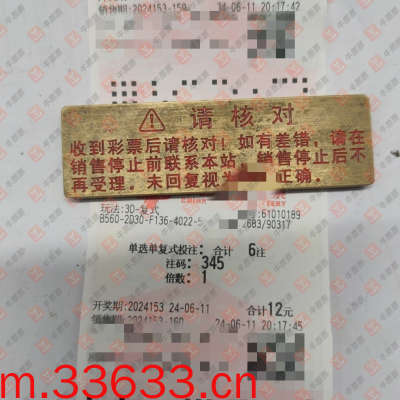 销售期:2024153-159 24-06-11 20:17:42
请核对
收到彩票后请核对！如有差错，请在
销售停止前联系本站，销售停止后不
再受理。未回复视为 正确。
玩法:3D-复式 :61010189
8560-2D30-F136-4022-5 683/90317
单选单复式投注: 合计 6注
注码: 345
倍数: 1
开奖期:2024153 24-06-11 合计12元
销售期:2024153-160 24-06-11 20:17:45
m.33633.cn